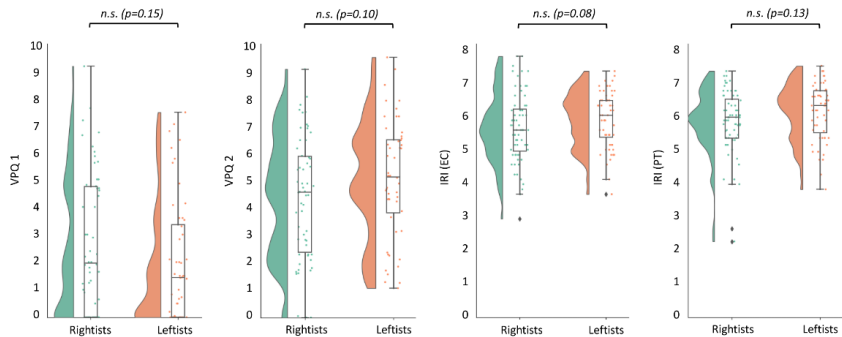 n.s. (p=0.15)
VPQ 1
10
9
8
7
6
5
4
3
2
1
0
Rightists
Leftists
n.s. (p=0.10)
VPQ 2
10
9
8
7
6
5
4
3
2
1
0
Rightists
Leftists
n.s. (p=0.08)
IRI (EC)
8
7
6
5
4
3
2
1
0
Rightists
Leftists
n.s. (p=0.13)
IRI (PT)
8
7
6
5
4
3
2
1
0
Rightists
Leftists